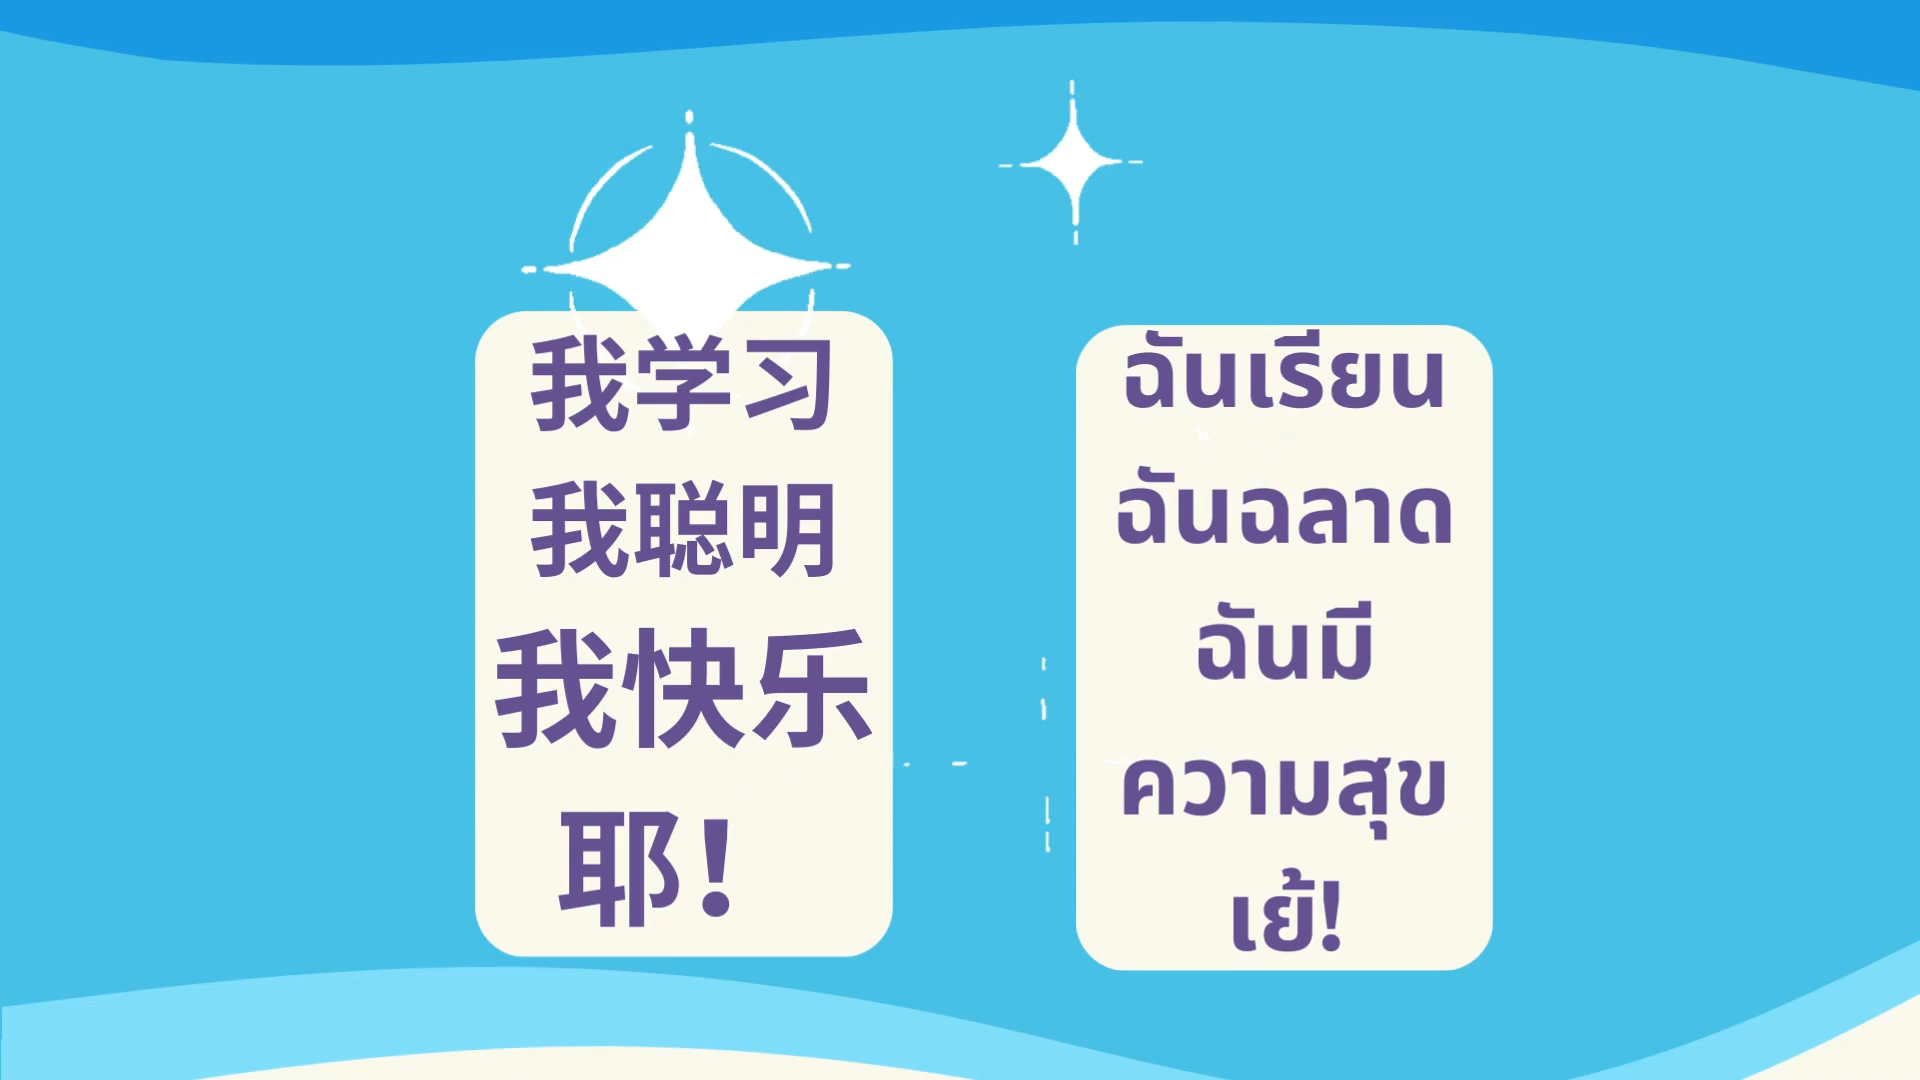 我学习
我聪明
我快乐
耶！
ฉันเรียน
ฉันฉลาด
ฉันมี
ความสุข
เย้!